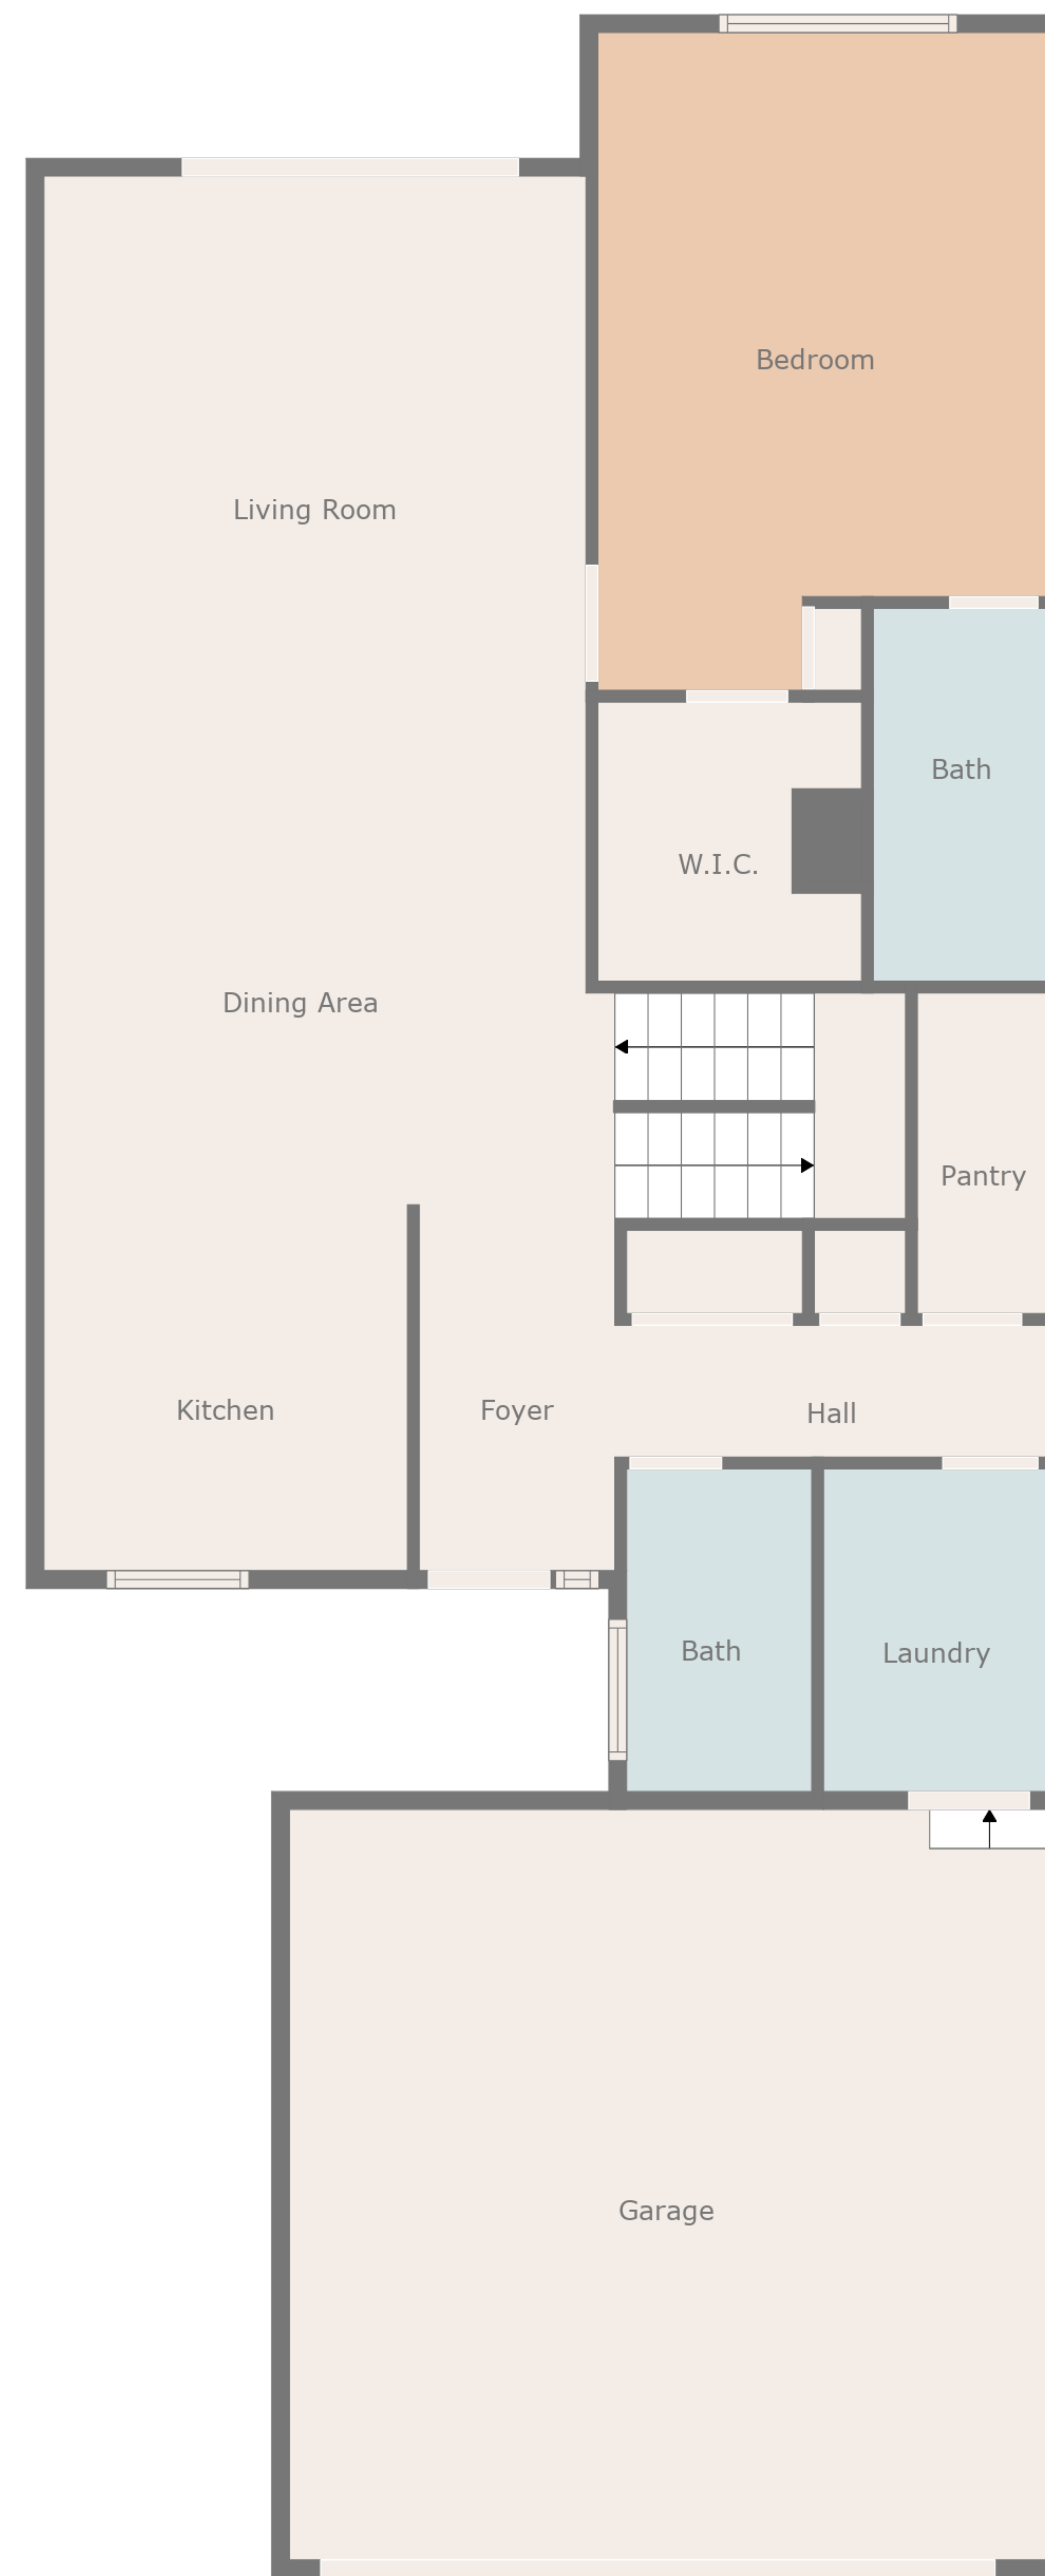 Bedroom
Living Room
Bath
W.I.C.
Dining Area
Pantry
Kitchen
Foyer
Hall
Bath
Laundry
Garage